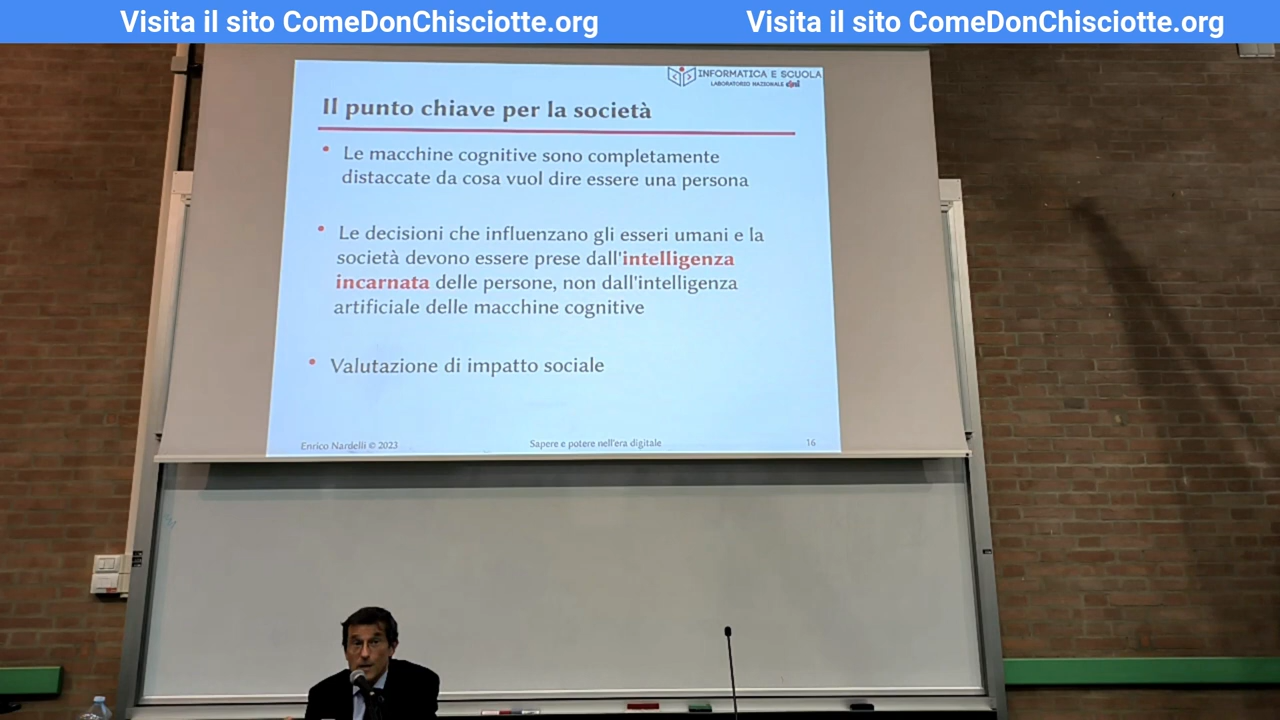 Visita il sito ComeDonChisciotte.org
Visita il sito ComeDonChisciotte.org
INFORMATICA E SCUOLA
LABORATORIO NAZIONALE cini
Il punto chiave per la società
• Le macchine cognitive sono completamente
distaccate da cosa vuol dire essere una persona
• Le decisioni che influenzano gli esseri umani e la
società devono essere prese dall'intelligenza
incarnata delle persone, non dall'intelligenza
artificiale delle macchine cognitive
• Valutazione di impatto sociale
Enrico Nardelli © 2023
Sapere e potere nell'era digitale
16